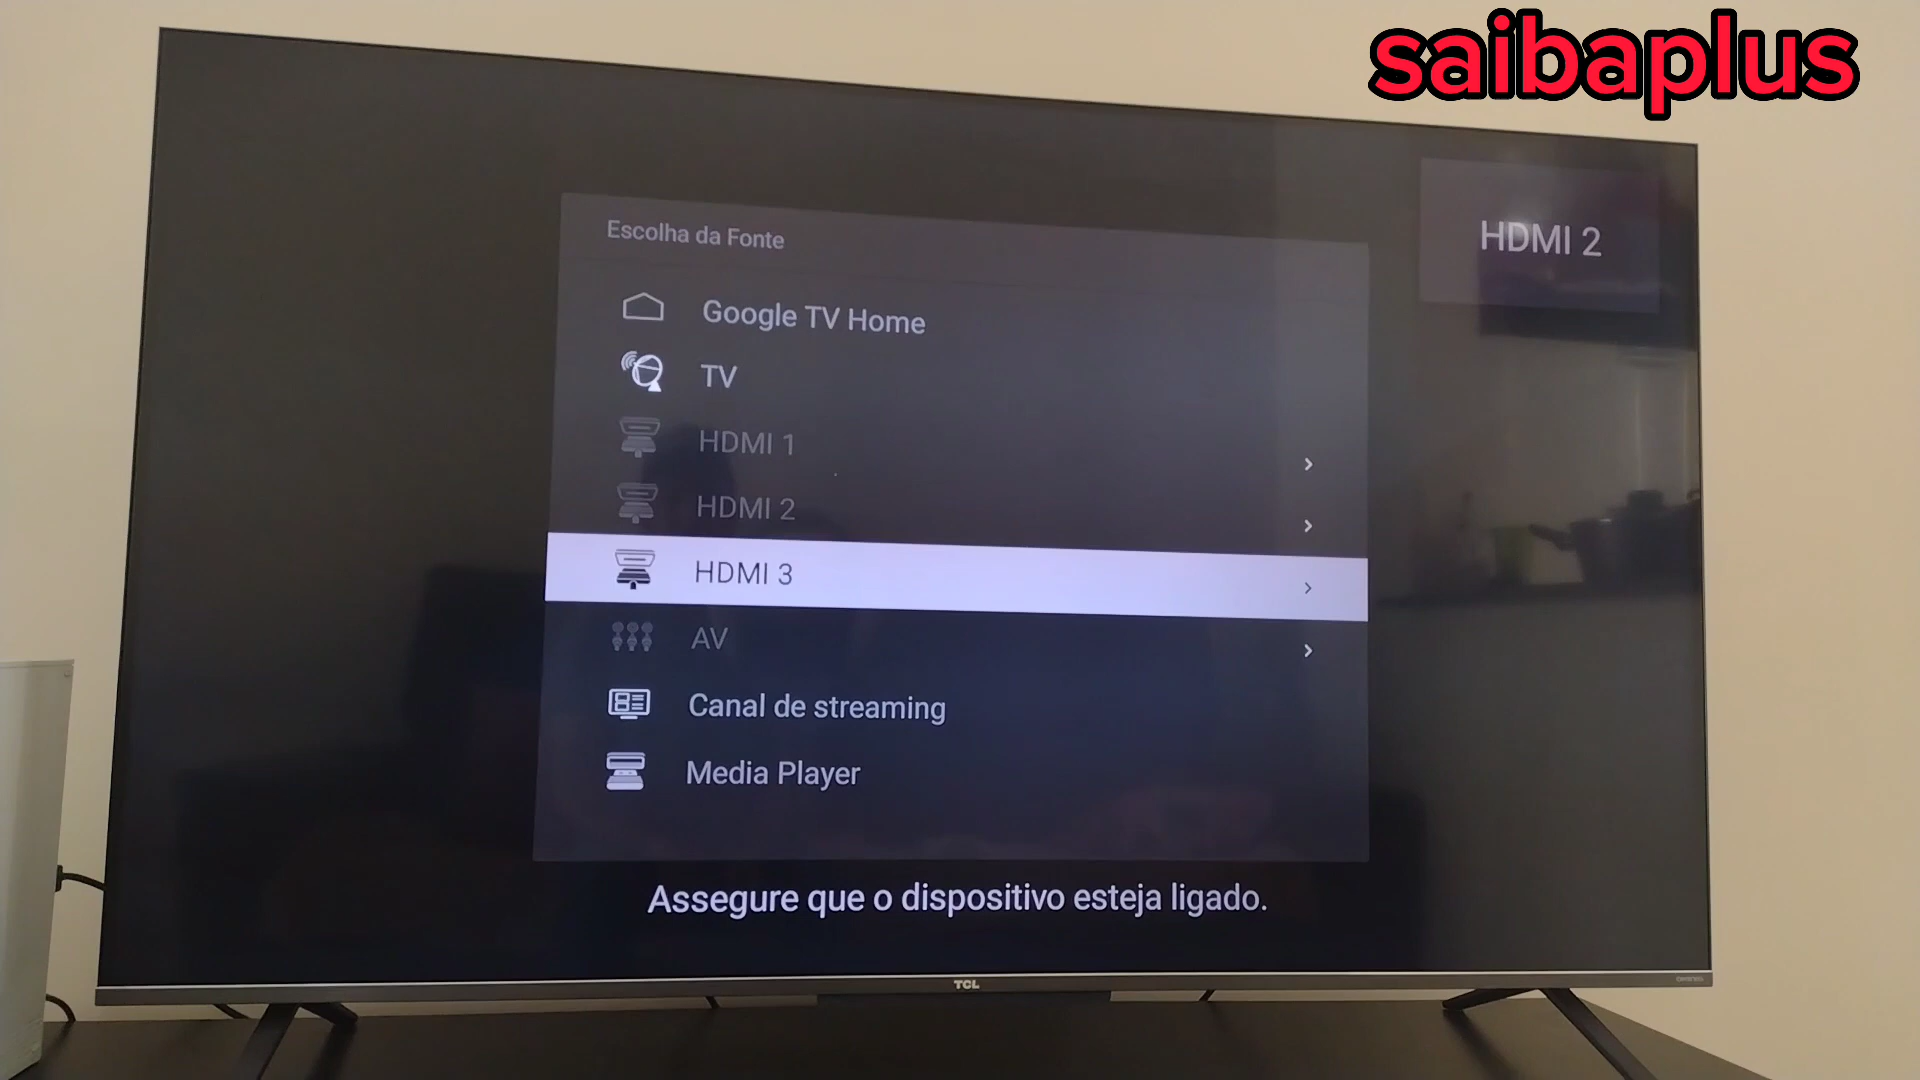 saibaplus
HDMI 2
Escolha da Fonte
Google TV Home
TV
HDMI 1
HDMI 2
HDMI 3
AV
Canal de streaming
Media Player
Assegure que o dispositivo esteja ligado.
TCL